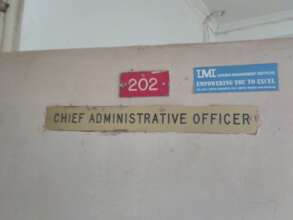 202
IMI
EMPOWERING YOU TO EXCEL
CHIEF ADMINISTRATIVE OFFICER